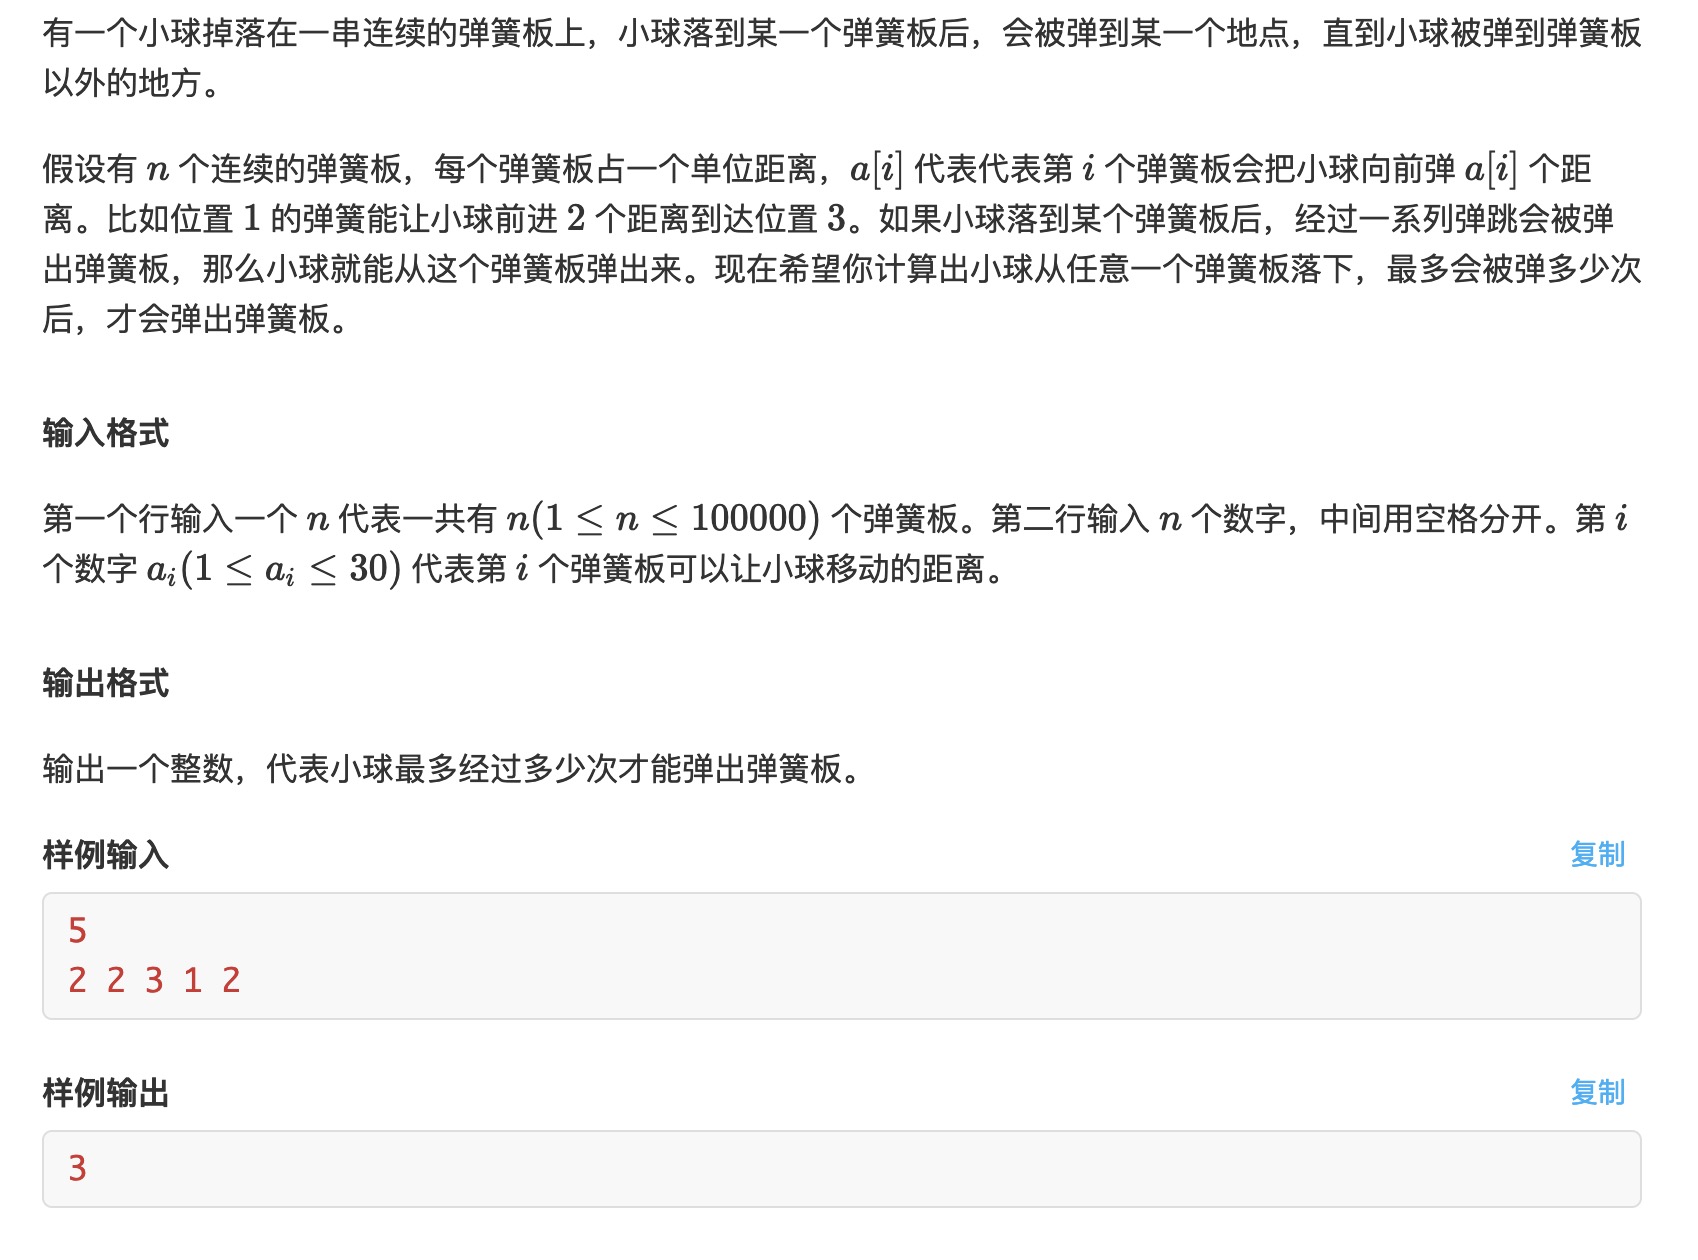 有一个小球掉落在一串连续的弹簧板上，小球落到某一个弹簧板后，会被弹到某一个地点，直到小球被弹到弹簧板
以外的地方。
假设有 n 个连续的弹簧板，每个弹簧板占一个单位距离，a[i] 代表代表第 i 个弹簧板会把小球向前弹 a[i] 个距
离。比如位置 1 的弹簧能让小球前进 2 个距离到达位置 3。如果小球落到某个弹簧板后，经过一系列弹跳会被弹
出弹簧板，那么小球就能从这个弹簧板弹出来。现在希望你计算出小球从任意一个弹簧板落下，最多会被弹多少次
后，才会弹出弹簧板。
输入格式
第一个行输入一个 n 代表一共有 n(1 ≤ n ≤ 100000) 个弹簧板。第二行输入 n 个数字，中间用空格分开。第 i
个数字 aᵢ(1 ≤ aᵢ ≤ 30) 代表第 i 个弹簧板可以让小球移动的距离。
输出格式
输出一个整数，代表小球最多经过多少次才能弹出弹簧板。
样例输入 复制
5
2 2 3 1 2
样例输出 复制
3